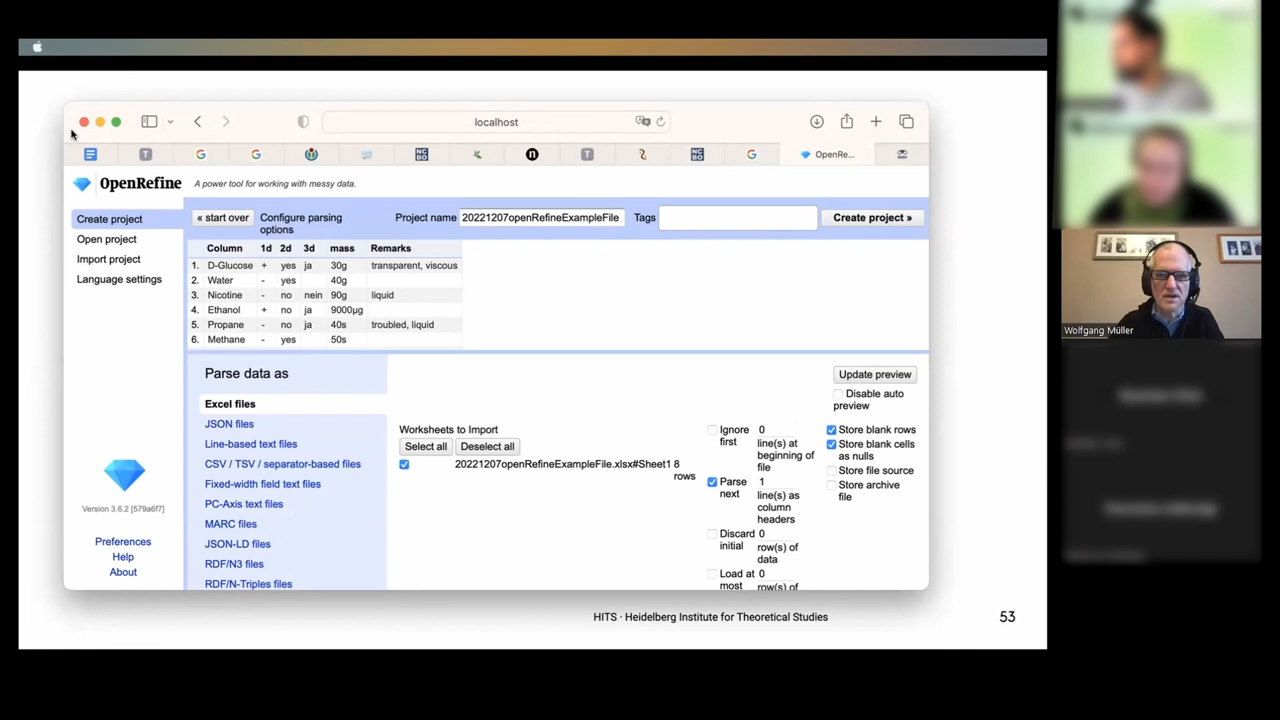 localhost
OpenRe...
OpenRefine A power tool for working with messy data.
Create project
Open project
Import project
Language settings
« start over
Configure parsing
options
Project name 20221207openRefineExampleFile Tags Create project »
Column 1d 2d 3d mass Remarks
1. D-Glucose + yes ja 30g transparent, viscous
2. Water - yes 40g
3. Nicotine - no nein 90g liquid
4. Ethanol + no ja 9000µg
5. Propane - no ja 40s troubled, liquid
6. Methane - yes 50s
Parse data as
Excel files
JSON files
Line-based text files
CSV / TSV / separator-based files
Fixed-width field text files
PC-Axis text files
MARC files
JSON-LD files
RDF/N3 files
RDF/N-Triples files
Worksheets to Import
Select all Deselect all
20221207openRefineExampleFile.xlsx#Sheet1 8
rows
Update preview
Disable auto
preview
Ignore
first
0
line(s) at
beginning of
file
Parse
next
1
line(s) as
column
headers
Discard
initial
0
row(s) of
data
Load at
most
0
row(s) of
Store blank rows
Store blank cells
as nulls
Store file source
Store archive
file
Version 3.6.2 [579a6f7]
Preferences
Help
About
HITS · Heidelberg Institute for Theoretical Studies
53
Wolfgang Müller